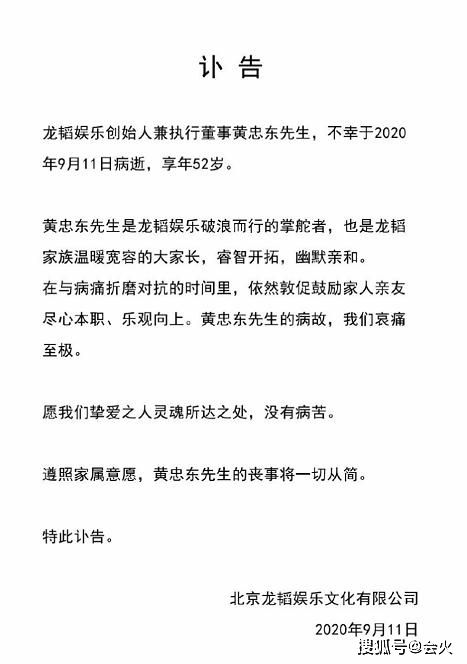 讣 告
龙韬娱乐创始人兼执行董事黄忠东先生，不幸于2020
年9月11日病逝，享年52岁。
黄忠东先生是龙韬娱乐破浪而行的掌舵者，也是龙韬
家族温暖宽容的大家长，睿智开拓，幽默亲和。
在与病痛折磨对抗的时间里，依然敦促鼓励家人亲友
尽心本职、乐观向上。黄忠东先生的病故，我们哀痛
至极。
愿我们挚爱之人灵魂所达之处，没有病苦。
遵照家属意愿，黄忠东先生的丧事将一切从简。
特此讣告。
北京龙韬娱乐文化有限公司
2020年9月11日
搜狐号@会火